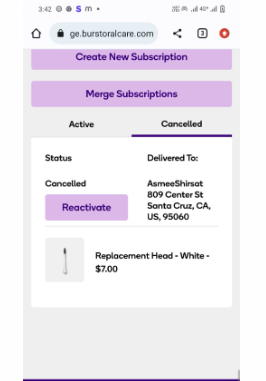 3:42
ge.burstoralcare.com
3
Create New Subscription
Merge Subscriptions
Active Cancelled
Status Delivered To:
Cancelled AsmeeShirsat
Reactivate 809 Center St
Santa Cruz, CA,
US, 95060
Replacement Head - White -
$7.00